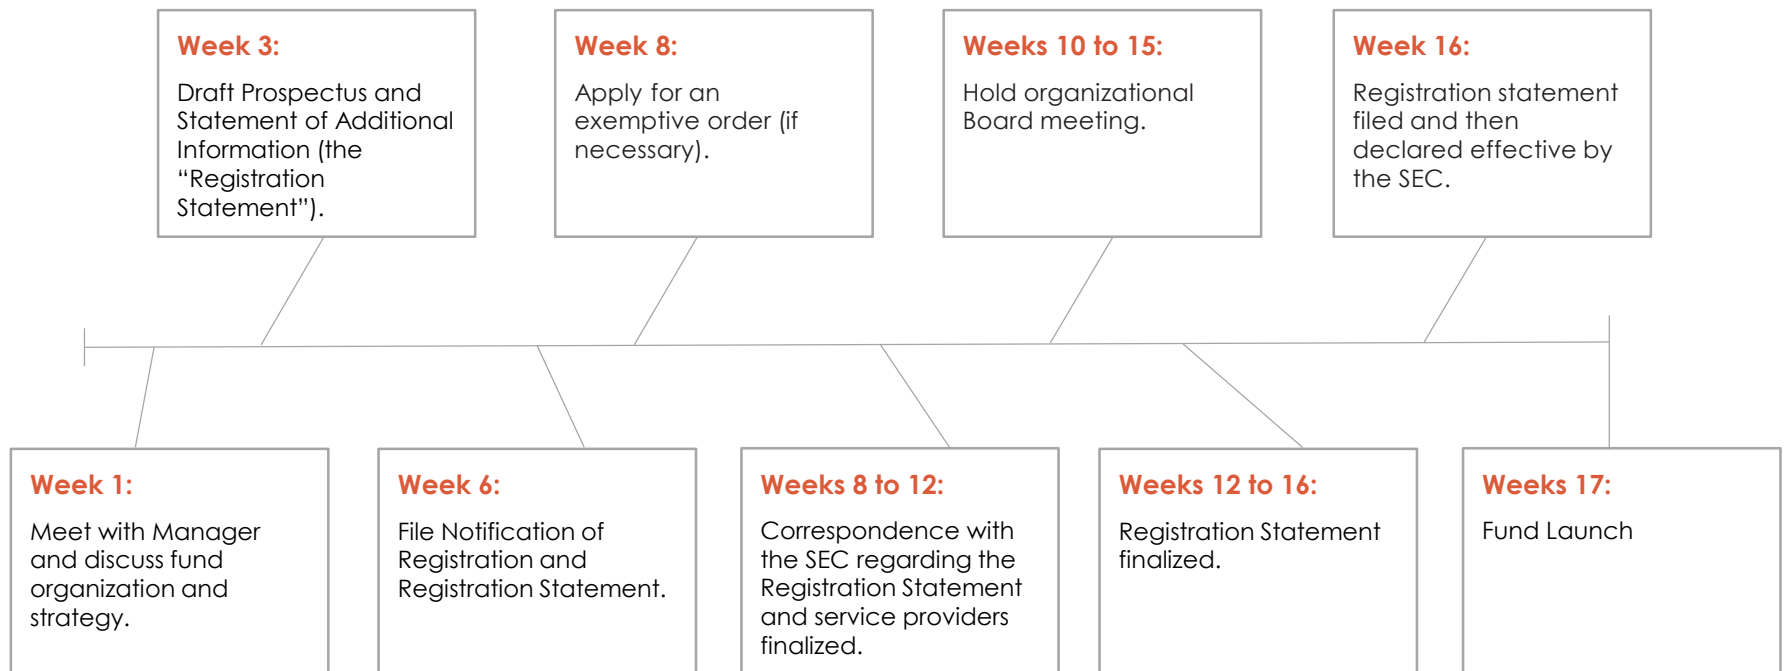 Week 3:
Draft Prospectus and
Statement of Additional
Information (the
“Registration
Statement”).
Week 8:
Apply for an
exemptive order (if
necessary).
Weeks 10 to 15:
Hold organizational
Board meeting.
Week 16:
Registration statement
filed and then
declared effective by
the SEC.
Week 1:
Meet with Manager
and discuss fund
organization and
strategy.
Week 6:
File Notification of
Registration and
Registration Statement.
Weeks 8 to 12:
Correspondence with
the SEC regarding the
Registration Statement
and service providers
finalized.
Weeks 12 to 16:
Registration Statement
finalized.
Weeks 17:
Fund Launch